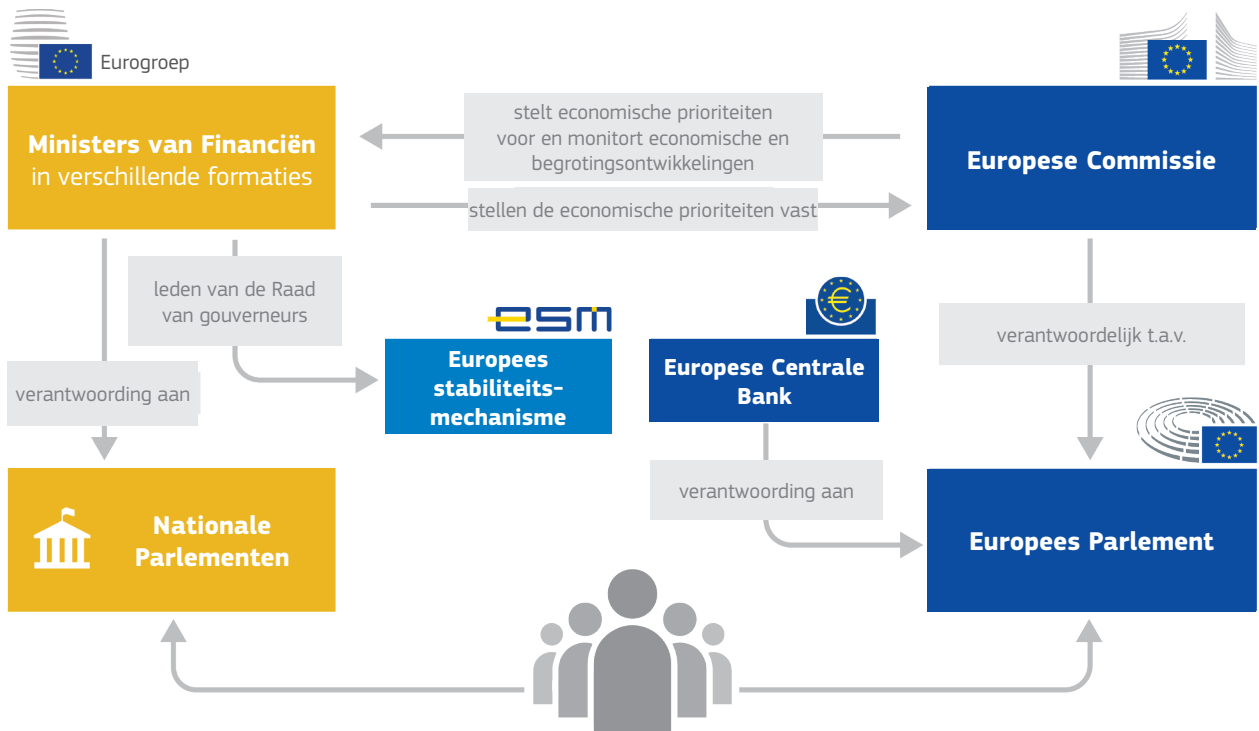 Eurogroep
Ministers van Financiën
in verschillende formaties
stelt economische prioriteiten
voor en monitort economische en
begrotingsontwikkelingen
stellen de economische prioriteiten vast
Europese Commissie
leden van de Raad
van gouverneurs
verantwoording aan
esm
Europees
stabiliteits-
mechanisme
€
Europese Centrale
Bank
verantwoordelijk t.a.v.
verantwoording aan
Nationale
Parlementen
Europees Parlement